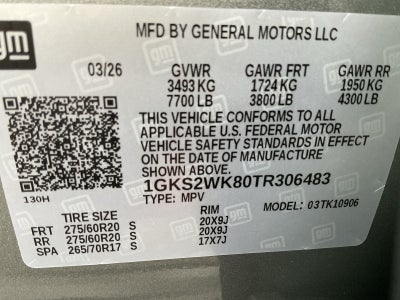 gm
MFD BY GENERAL MOTORS LLC
03/26 GVWR GAWR FRT GAWR RR
3493 KG 1724 KG 1950 KG
7700 LB 3800 LB 4300 LB
THIS VEHICLE CONFORMS TO ALL
APPLICABLE U.S. FEDERAL MOTOR
VEHICLE SAFETY STANDARDS IN EFFECT
ON THE DATE OF MANUFACTURE
SHOWN ABOVE.
1GKS2WK80TR306483
130H TYPE: MPV MODEL: 03TK10906
TIRE SIZE RIM
FRT 275/60R20 S 20X9J
RR 275/60R20 S 20X9J
SPA 265/70R17 S 17X7J